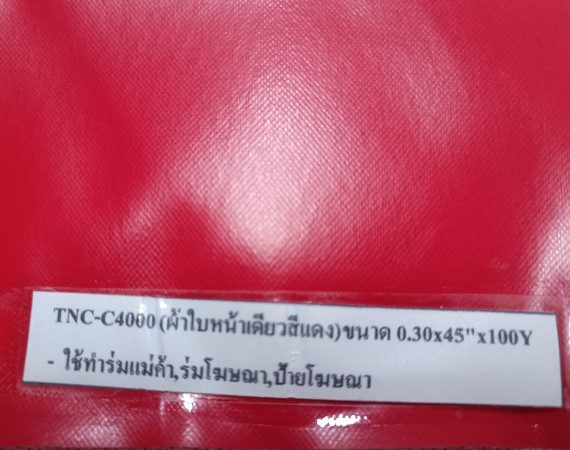 TNC-C4000 (ผ้าใบหน้าเดียวสีแดง)ขนาด 0.30x45"x100Y
- ใช้ทำร่มแม่ค้า,ร่มโฆษณา,ป้ายโฆษณา